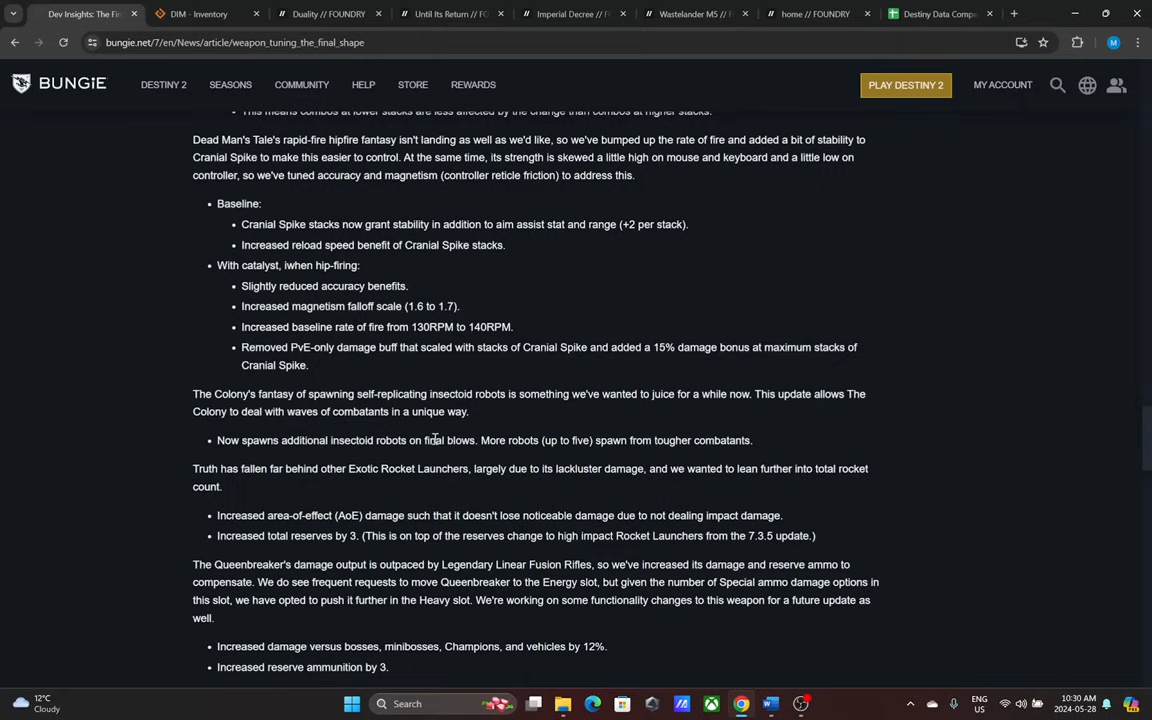 Dev Insights: The Fin
DIM - Inventory
Duality // FOUNDRY
Until Its Return // FO
Imperial Decree // F
Wastelander M5 // F
home // FOUNDRY
Destiny Data Compe
bungie.net/7/en/News/article/weapon_tuning_the_final_shape
M
BUNGiE
DESTINY 2
SEASONS
COMMUNITY
HELP
STORE
REWARDS
PLAY DESTINY 2
MY ACCOUNT
This means combos at lower stacks are less affected by the change than combos at higher stacks.
Dead Man's Tale's rapid-fire hipfire fantasy isn't landing as well as we'd like, so we've bumped up the rate of fire and added a bit of stability to
Cranial Spike to make this easier to control. At the same time, its strength is skewed a little high on mouse and keyboard and a little low on
controller, so we've tuned accuracy and magnetism (controller reticle friction) to address this.
Baseline:
Cranial Spike stacks now grant stability in addition to aim assist stat and range (+2 per stack).
Increased reload speed benefit of Cranial Spike stacks.
With catalyst, iwhen hip-firing:
Slightly reduced accuracy benefits.
Increased magnetism falloff scale (1.6 to 1.7).
Increased baseline rate of fire from 130RPM to 140RPM.
Removed PvE-only damage buff that scaled with stacks of Cranial Spike and added a 15% damage bonus at maximum stacks of
Cranial Spike.
The Colony's fantasy of spawning self-replicating insectoid robots is something we've wanted to juice for a while now. This update allows The
Colony to deal with waves of combatants in a unique way.
Now spawns additional insectoid robots on final blows. More robots (up to five) spawn from tougher combatants.
Truth has fallen far behind other Exotic Rocket Launchers, largely due to its lackluster damage, and we wanted to lean further into total rocket
count.
Increased area-of-effect (AoE) damage such that it doesn't lose noticeable damage due to not dealing impact damage.
Increased total reserves by 3. (This is on top of the reserves change to high impact Rocket Launchers from the 7.3.5 update.)
The Queenbreaker's damage output is outpaced by Legendary Linear Fusion Rifles, so we've increased its damage and reserve ammo to
compensate. We do see frequent requests to move Queenbreaker to the Energy slot, but given the number of Special ammo damage options in
this slot, we have opted to push it further in the Heavy slot. We're working on some functionality changes to this weapon for a future update as
well.
Increased damage versus bosses, minibosses, Champions, and vehicles by 12%.
Increased reserve ammunition by 3.
12°C
Cloudy
Search
ENG
US
10:30 AM
2024-05-28